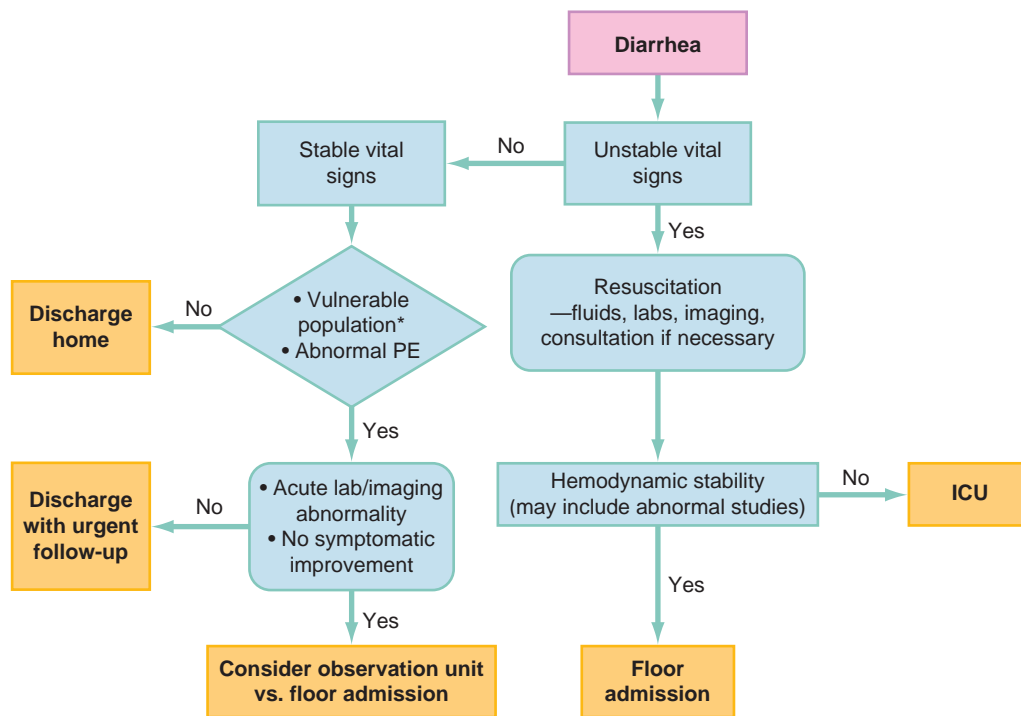 Diarrhea
Stable vital
signs
No
Unstable vital
signs
Yes
• Vulnerable
population*
• Abnormal PE
No
Discharge
home
Resuscitation
—fluids, labs, imaging,
consultation if necessary
Yes
• Acute lab/imaging
abnormality
• No symptomatic
improvement
No
Discharge
with urgent
follow-up
Hemodynamic stability
(may include abnormal studies)
No
ICU
Yes
Yes
Consider observation unit
vs. floor admission
Floor
admission